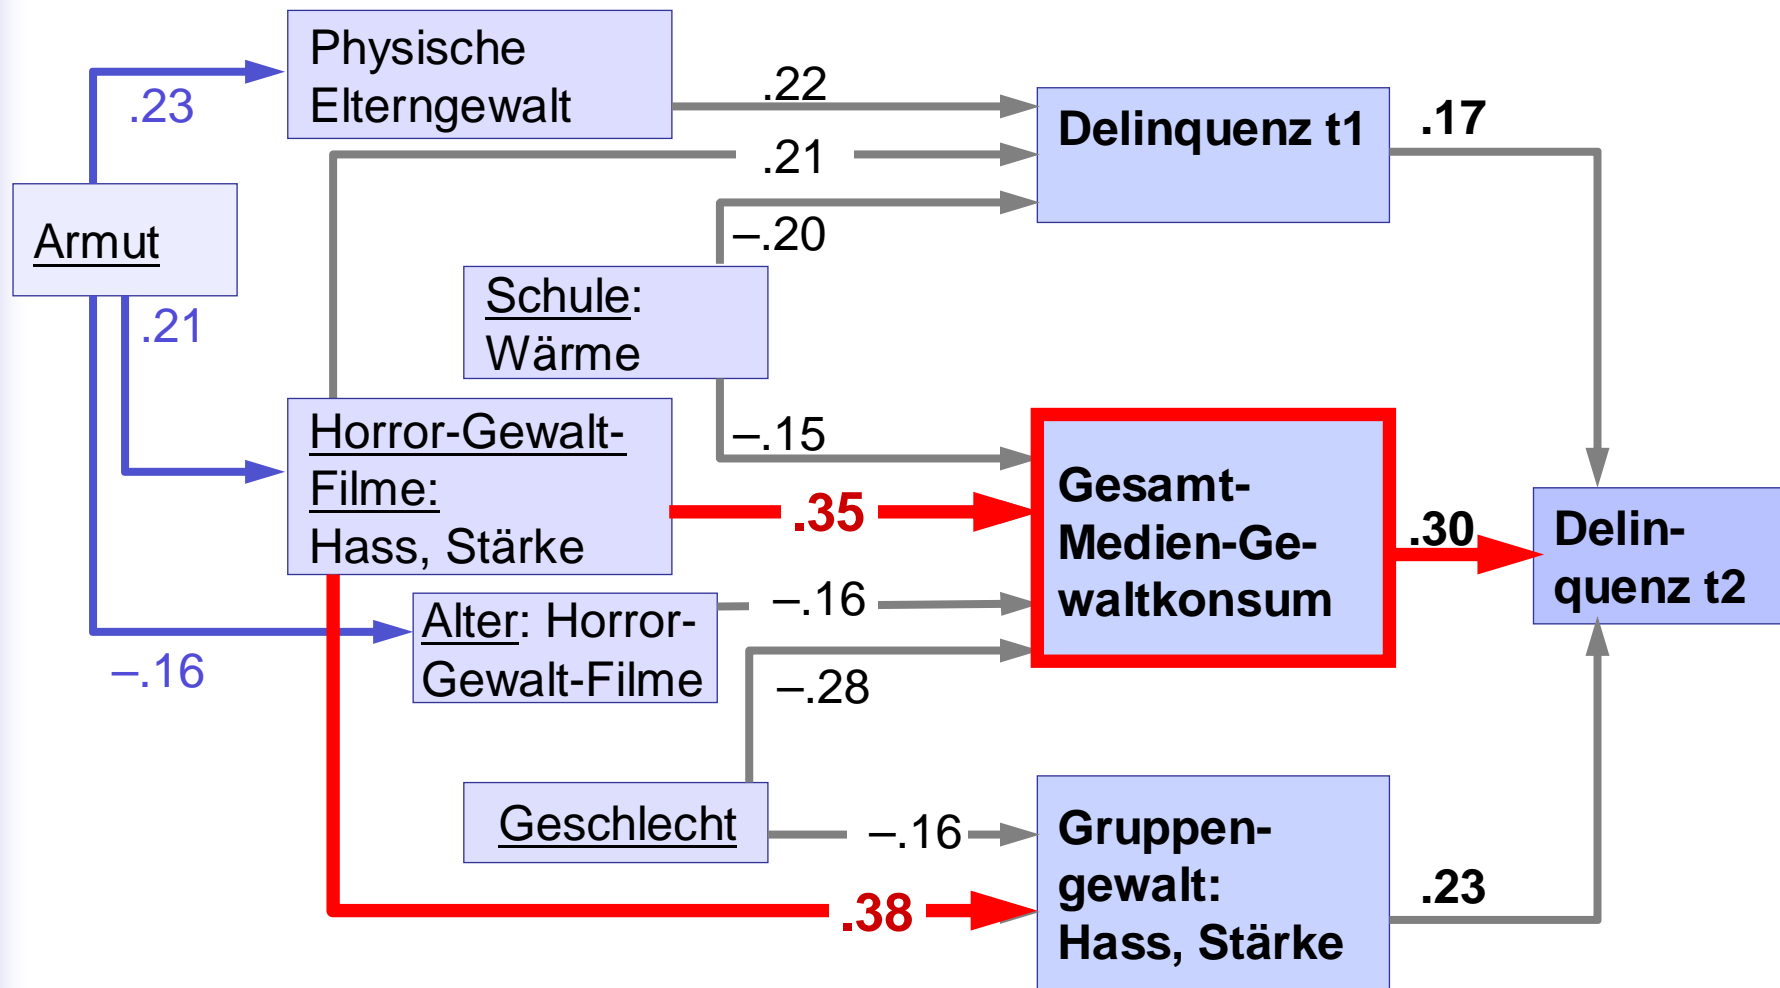 Physische
Elterngewalt
.23
.22
.21
Delinquenz t1
.17
Armut
–.20
.21
Schule:
Wärme
–.15
Horror-Gewalt-
Filme:
Hass, Stärke
.35
Gesamt-
Medien-Ge-
waltkonsum
.30
Delin-
quenz t2
–.16
Alter: Horror-
Gewalt-Filme
–.16
–.28
Geschlecht
–.16
.38
Gruppen-
gewalt:
Hass, Stärke
.23